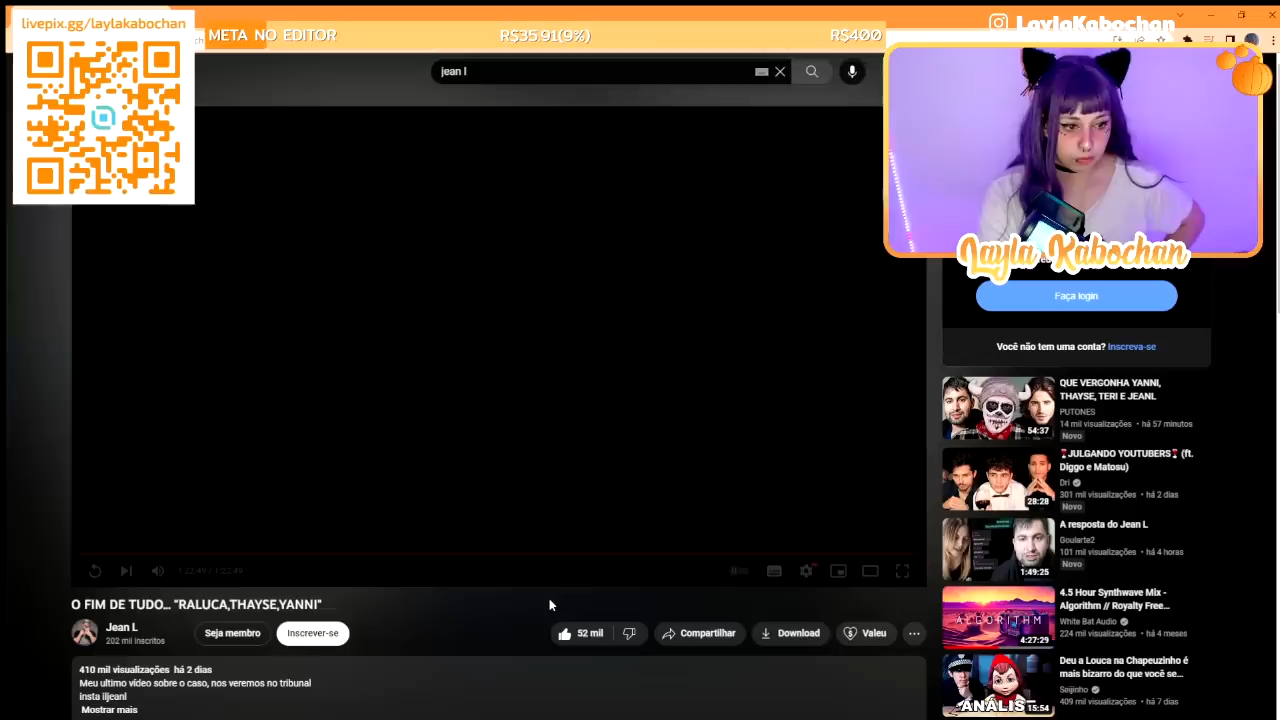 livepix.gg/laylakabochan
META NO EDITOR
R$35.91(9%)
R$400
LaylaKabochan
jean l
Layla Kabochan
Faça login
Você não tem uma conta? Inscreva-se
QUE VERGONHA YANNI,
THAYSE, TERI E JEANL
PUTONES
14 mil visualizações • há 57 minutos
Novo
54:37
🍷JULGANDO YOUTUBERS🍷 (ft.
Diggo e Matosu)
Dri
301 mil visualizações • há 2 dias
Novo
28:28
A resposta do Jean L
Goularte2
101 mil visualizações • há 4 horas
Novo
1:49:25
4.5 Hour Synthwave Mix -
Algorithm // Royalty Free...
White Bat Audio
224 mil visualizações • há 4 meses
ALGORITHM
4:27:29
Deu a Louca na Chapeuzinho é
mais bizarro do que você se...
Seijinho
409 mil visualizações • há 7 dias
15:54
1:22:49 / 1:22:49
O FIM DE TUDO... "RALUCA,THAYSE,YANNI"
Jean L
202 mil inscritos
Seja membro
Inscrever-se
52 mil
Compartilhar
Download
Valeu
410 mil visualizações há 2 dias
Meu ultimo vídeo sobre o caso, nos veremos no tribunal
insta iljeanl
Mostrar mais